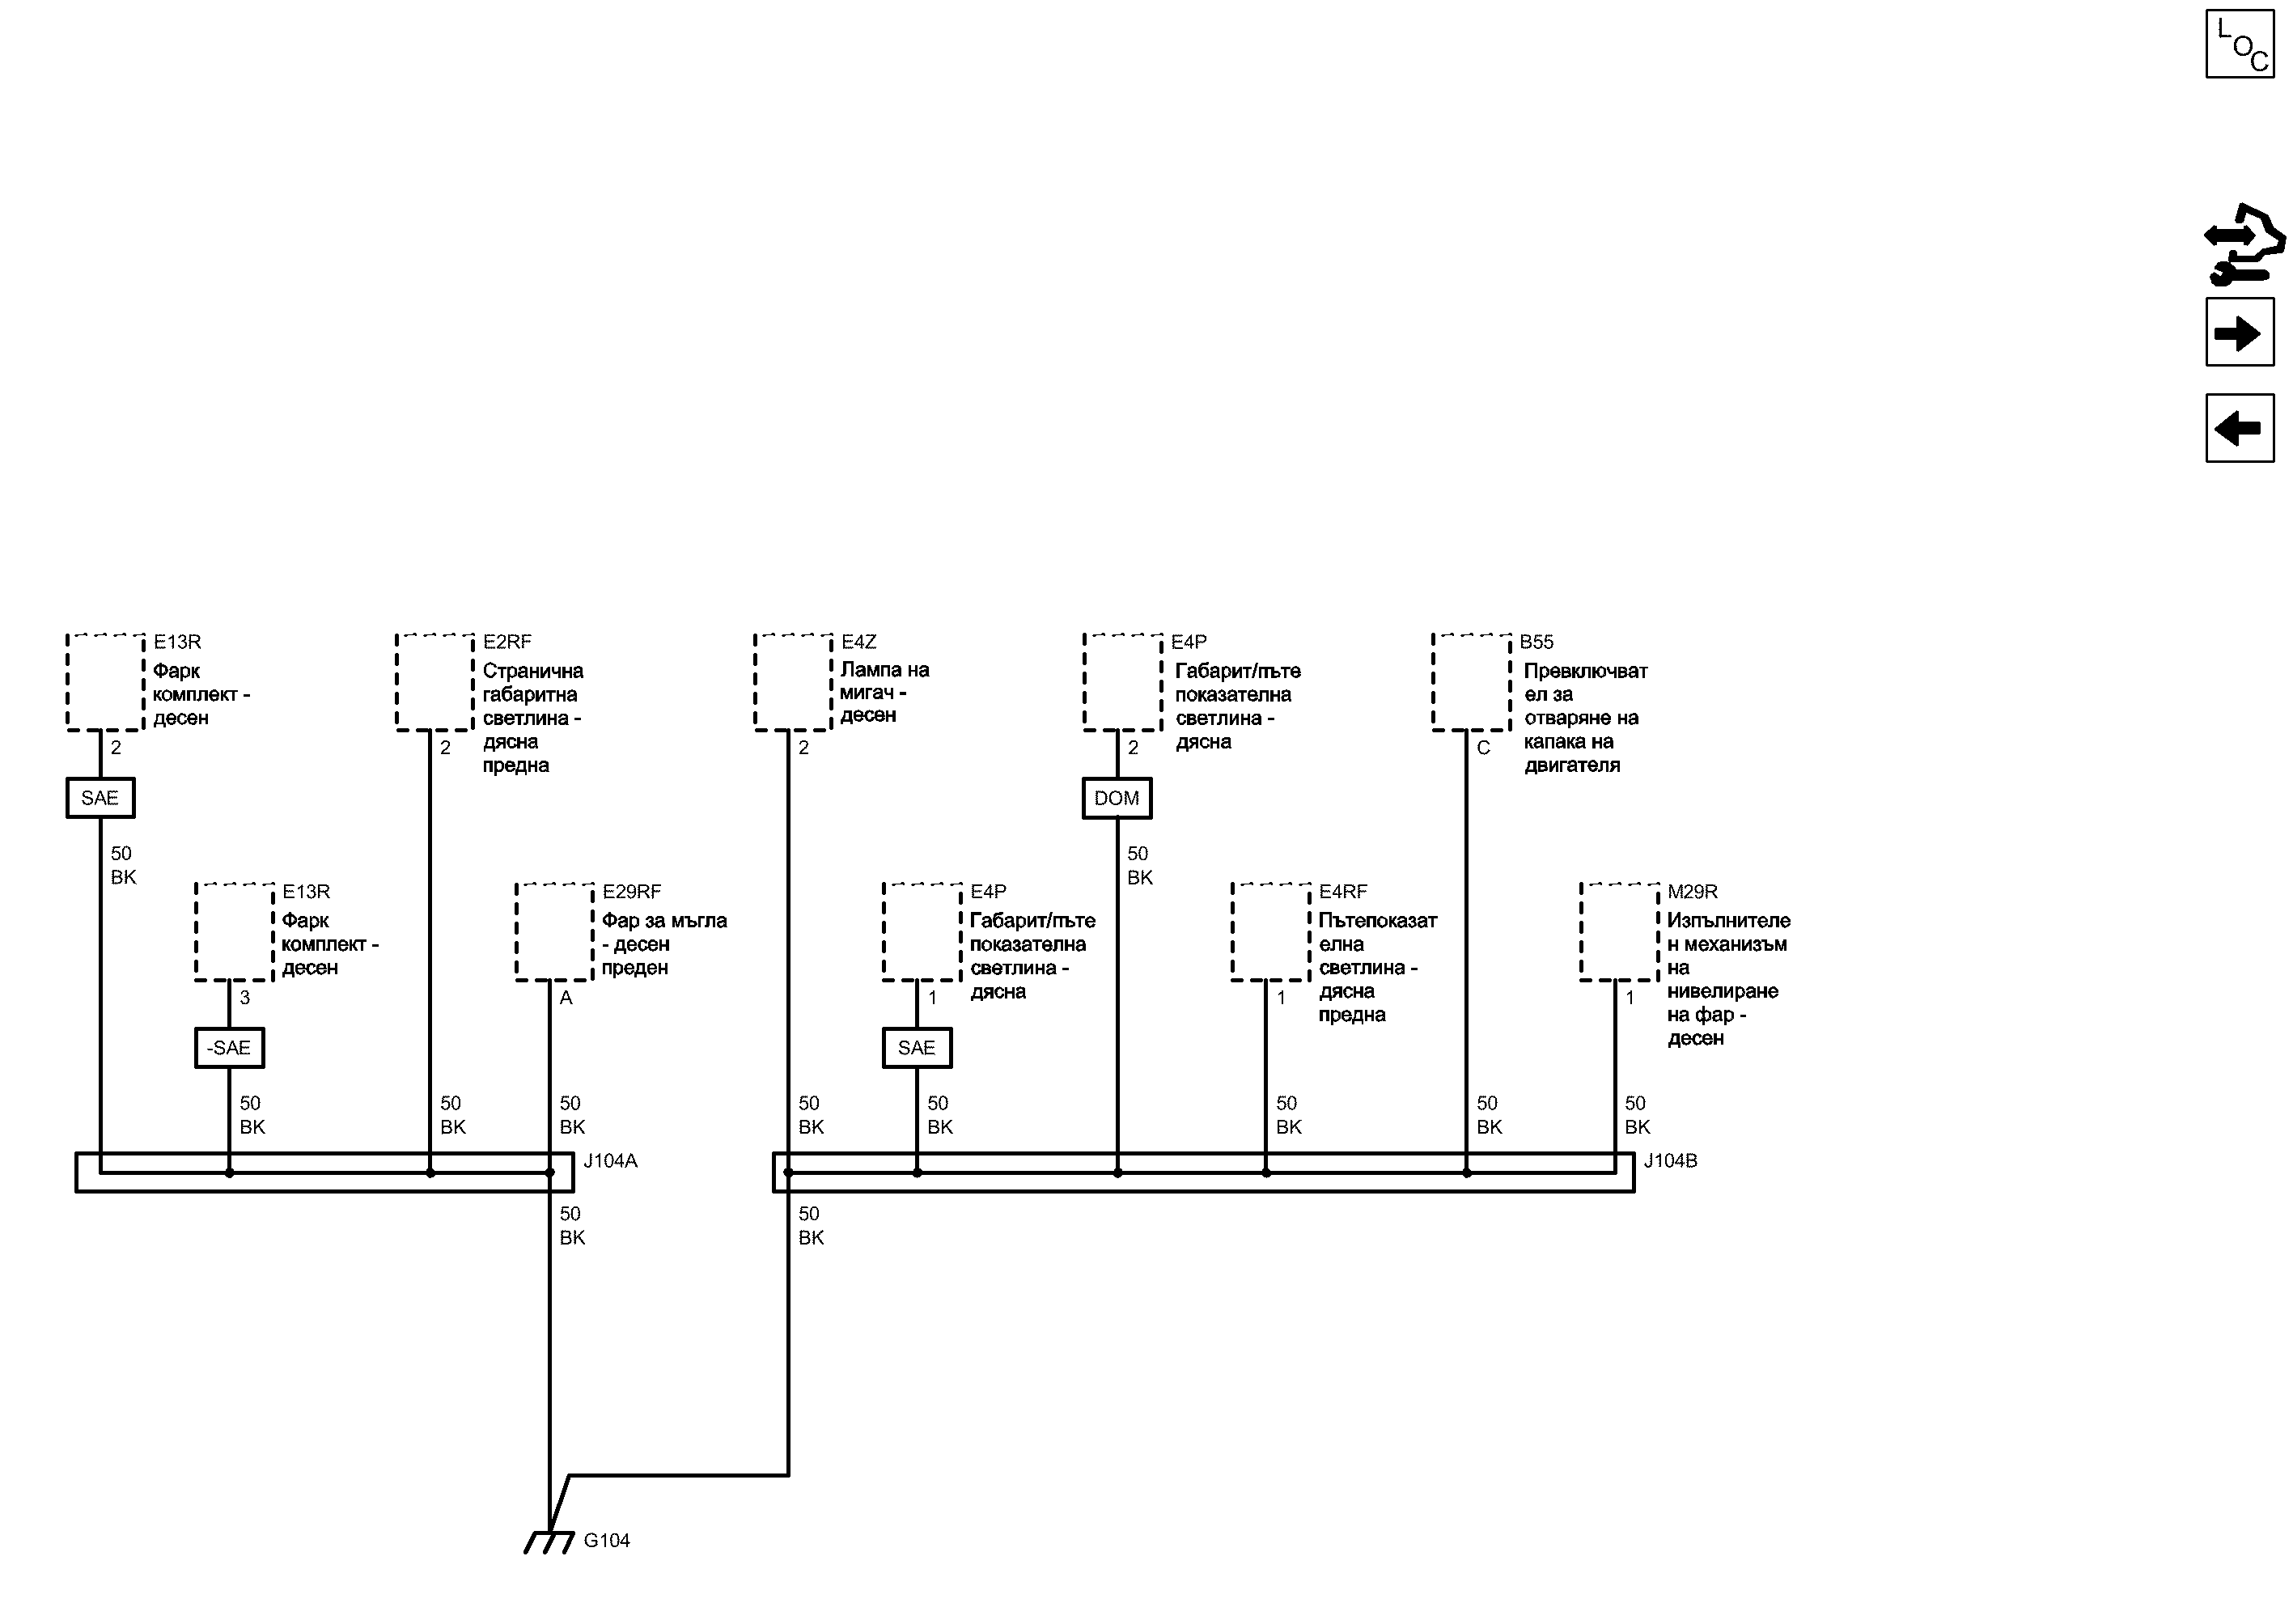 LOC
E13R
Фарк
комплект -
десен
2
SAE
50
BK
E13R
Фарк
комплект -
десен
3
-SAE
50
BK
E2RF
Странична
габаритна
светлина -
дясна
предна
2
50
BK
E29RF
Фар за мъгла
- десен
преден
A
50
BK
J104A
50
BK
E4Z
Лампа на
мигач -
десен
2
50
BK
E4P
Габарит/пъте
показателна
светлина -
дясна
1
SAE
50
BK
E4P
Габарит/пъте
показателна
светлина -
дясна
2
DOM
50
BK
E4RF
Пътепоказат
елна
светлина -
дясна
предна
1
50
BK
B55
Превключват
ел за
отваряне на
капака на
двигателя
C
50
BK
M29R
Изпълнителе
н механизъм
на
нивелиране
на фар -
десен
1
50
BK
J104B
50
BK
G104